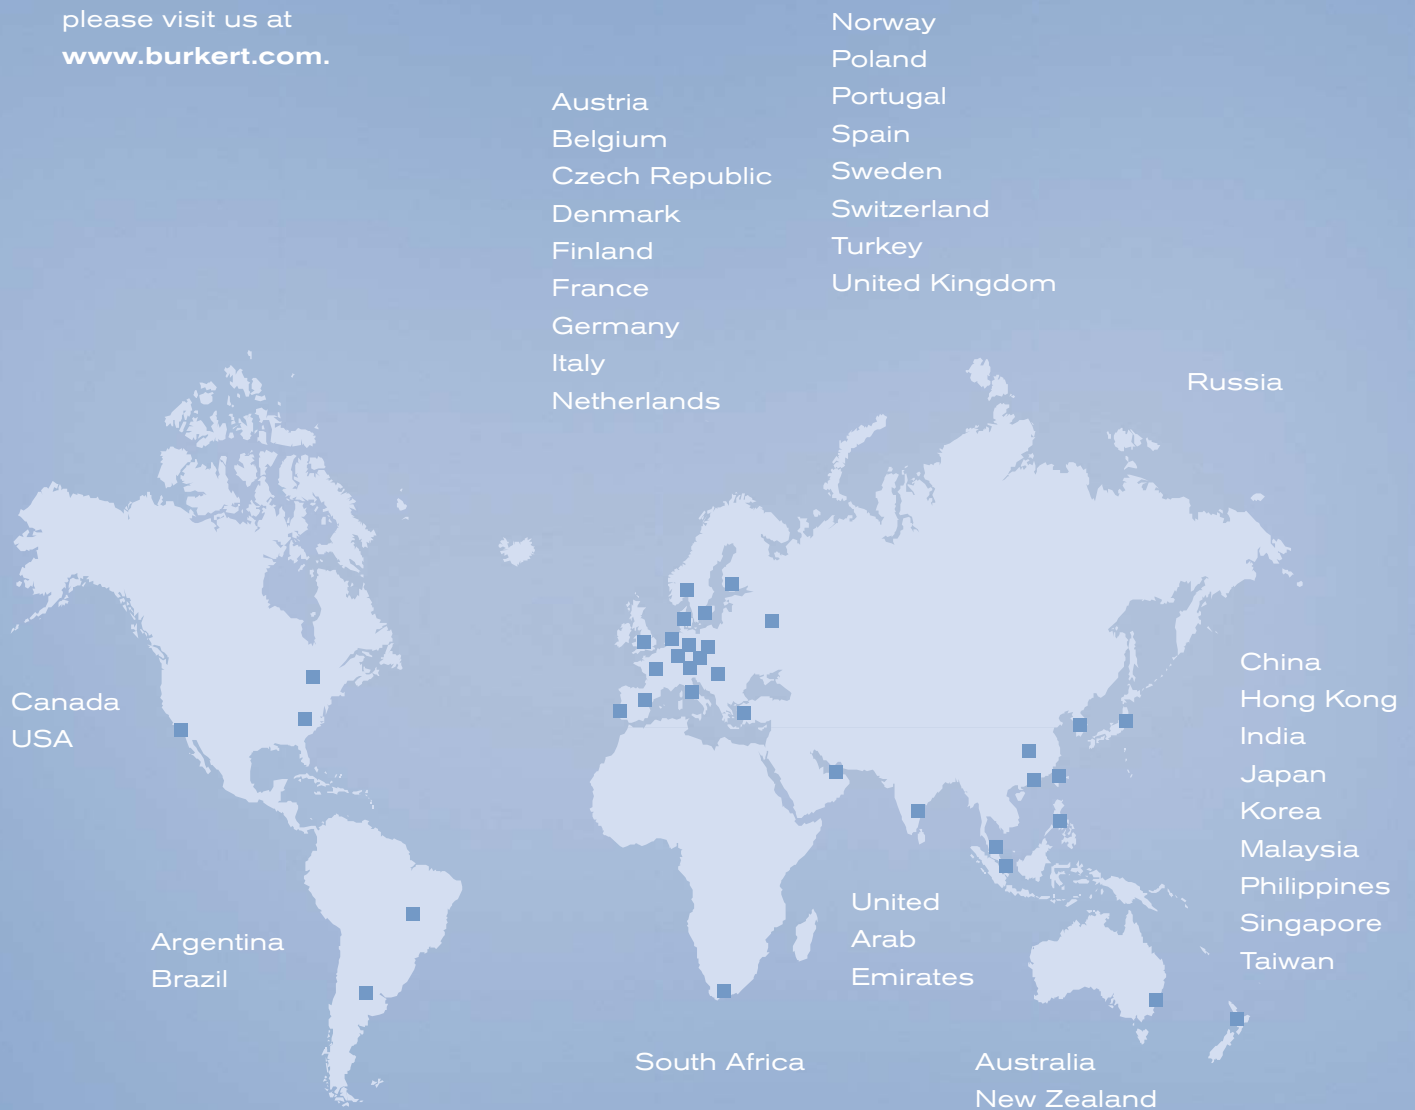 please visit us at
www.burkert.com.
Austria
Belgium
Czech Republic
Denmark
Finland
France
Germany
Italy
Netherlands
Norway
Poland
Portugal
Spain
Sweden
Switzerland
Turkey
United Kingdom
Russia
Canada
USA
China
Hong Kong
India
Japan
Korea
Malaysia
Philippines
Singapore
Taiwan
Argentina
Brazil
United
Arab
Emirates
South Africa
Australia
New Zealand